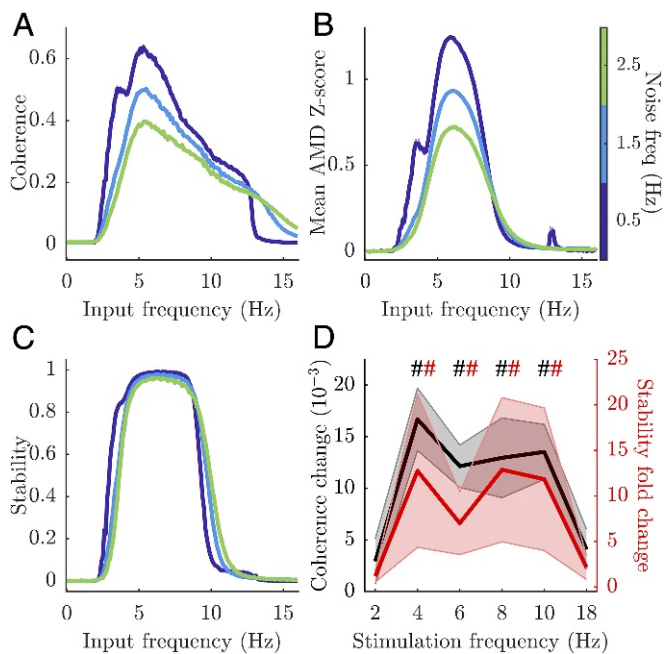 A
Coherence
0.6
0.4
0.2
0
0 5 10 15
Input frequency (Hz)
B
Mean AMD Z-score
1
0.5
0
0 5 10 15
Input frequency (Hz)
2.5
1.5
0.5
Noise freq (Hz)
C
Stability
1
0.8
0.6
0.4
0.2
0
0 5 10 15
Input frequency (Hz)
D
## ## ## ##
Coherence change (10⁻³)
20
15
10
5
0
25
20
15
10
5
0
Stability fold change
2 4 6 8 10 18
Stimulation frequency (Hz)